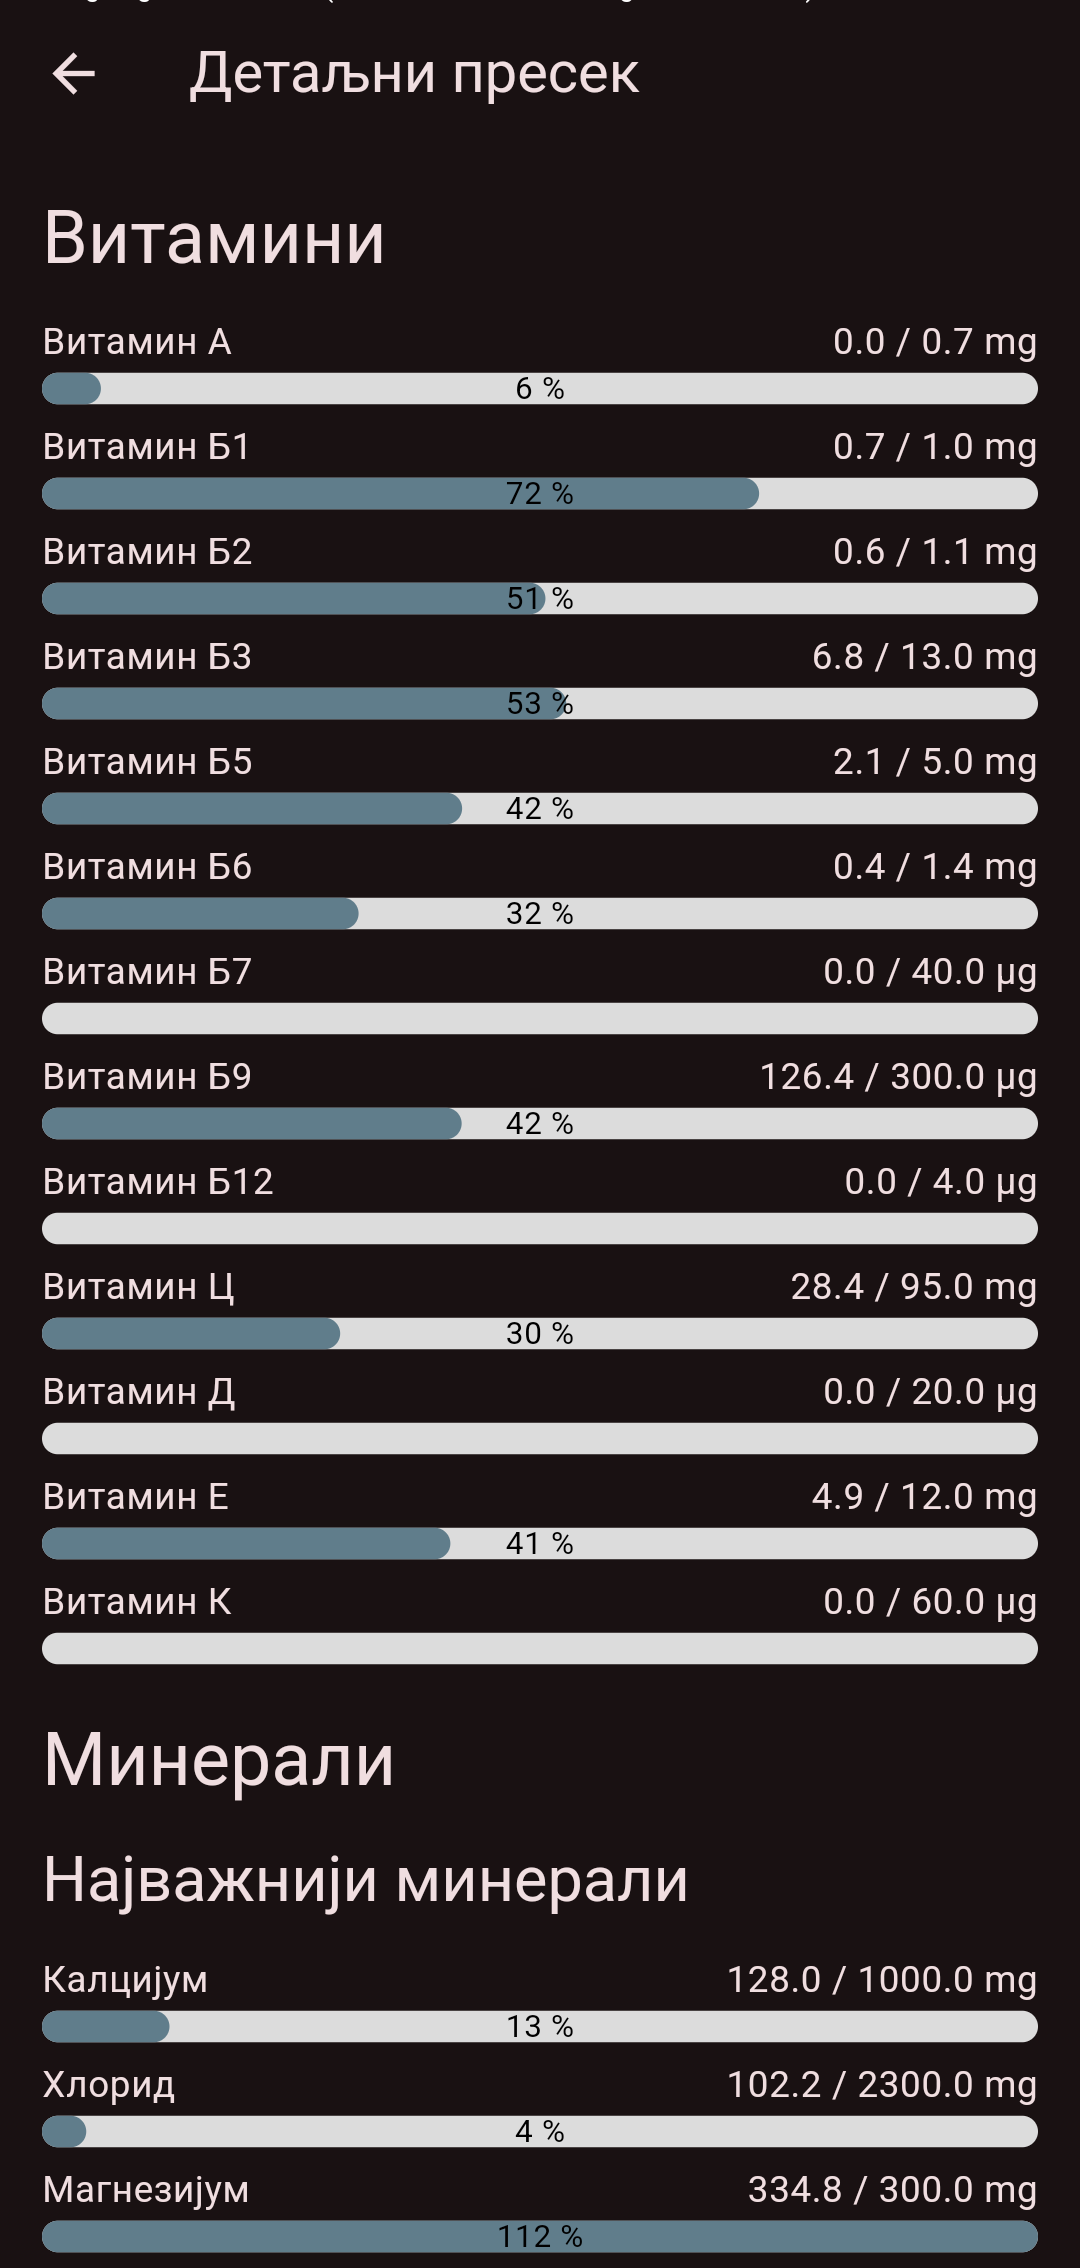 Детаљни пресек
Витамини
Витамин А 0.0 / 0.7 mg
6 %
Витамин Б1 0.7 / 1.0 mg
72 %
Витамин Б2 0.6 / 1.1 mg
51 %
Витамин Б3 6.8 / 13.0 mg
53 %
Витамин Б5 2.1 / 5.0 mg
42 %
Витамин Б6 0.4 / 1.4 mg
32 %
Витамин Б7 0.0 / 40.0 µg
Витамин Б9 126.4 / 300.0 µg
42 %
Витамин Б12 0.0 / 4.0 µg
Витамин Ц 28.4 / 95.0 mg
30 %
Витамин Д 0.0 / 20.0 µg
Витамин Е 4.9 / 12.0 mg
41 %
Витамин К 0.0 / 60.0 µg
Минерали
Најважнији минерали
Калцијум 128.0 / 1000.0 mg
13 %
Хлорид 102.2 / 2300.0 mg
4 %
Магнезијум 334.8 / 300.0 mg
112 %